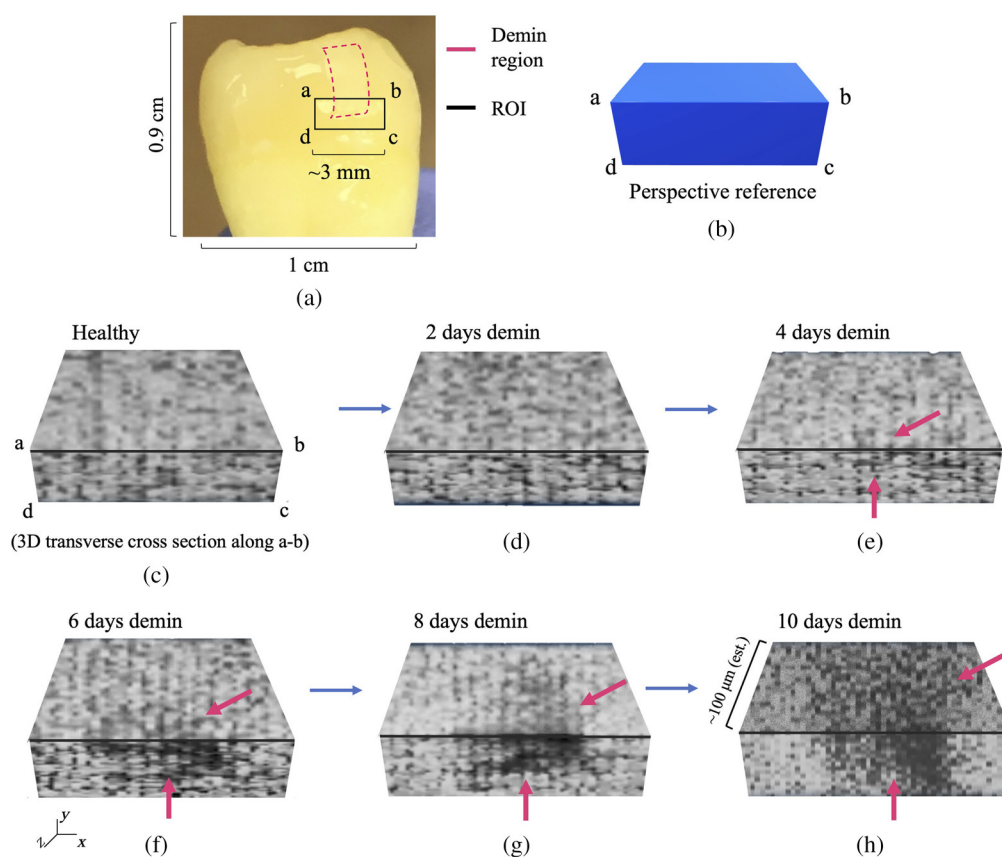 Demin
region
ROI
a
b
d
c
~3 mm
0.9 cm
1 cm
(a)
a
b
d
c
Perspective reference
(b)
Healthy
2 days demin
4 days demin
a
b
d
c
(3D transverse cross section along a-b)
(c)
(d)
(e)
6 days demin
8 days demin
10 days demin
~100 μm (est.)
y
z
x
(f)
(g)
(h)